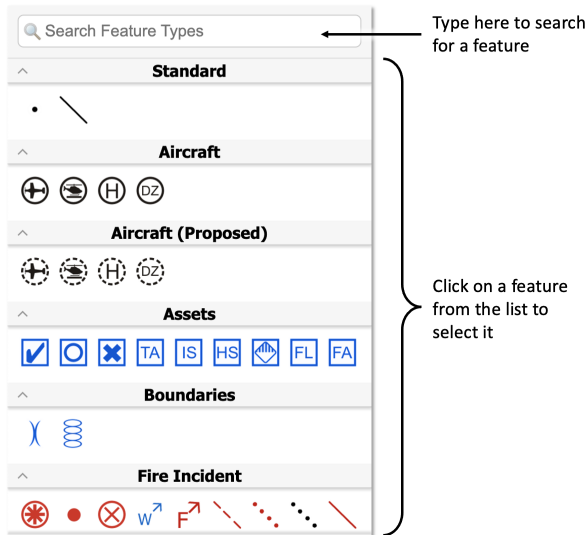 Search Feature Types
Type here to search
for a feature
Standard
Aircraft
H DZ
Aircraft (Proposed)
H DZ
Click on a feature
from the list to
select it
Assets
TA IS HS FL FA
Boundaries
Fire Incident
W F